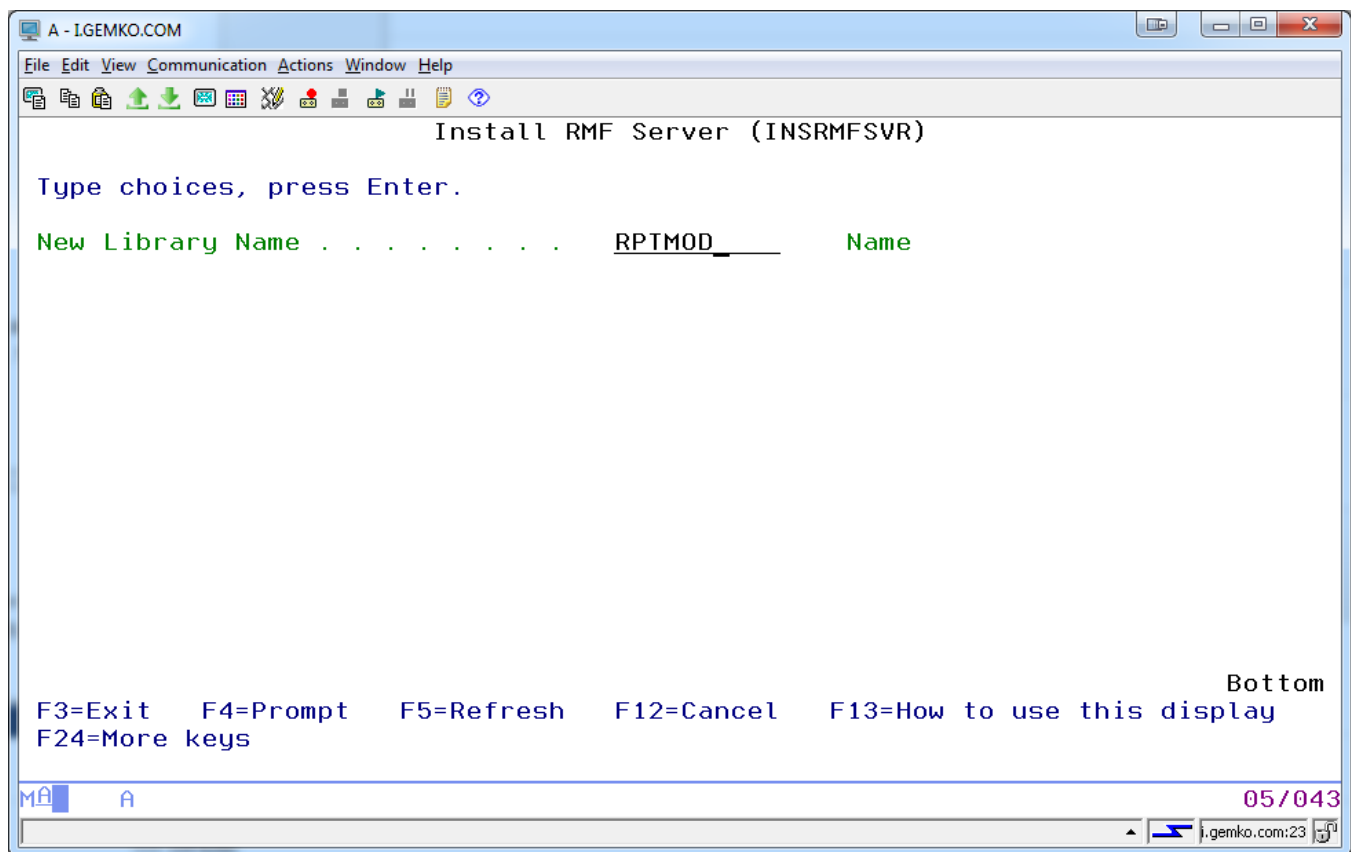 A - I.GEMKO.COM
File Edit View Communication Actions Window Help
Install RMF Server (INSRMFSVR)
Type choices, press Enter.
New Library Name . . . . . . . . RPTMOD___ Name
Bottom
F3=Exit F4=Prompt F5=Refresh F12=Cancel F13=How to use this display
F24=More keys
MA A 05/043
i.gemko.com:23